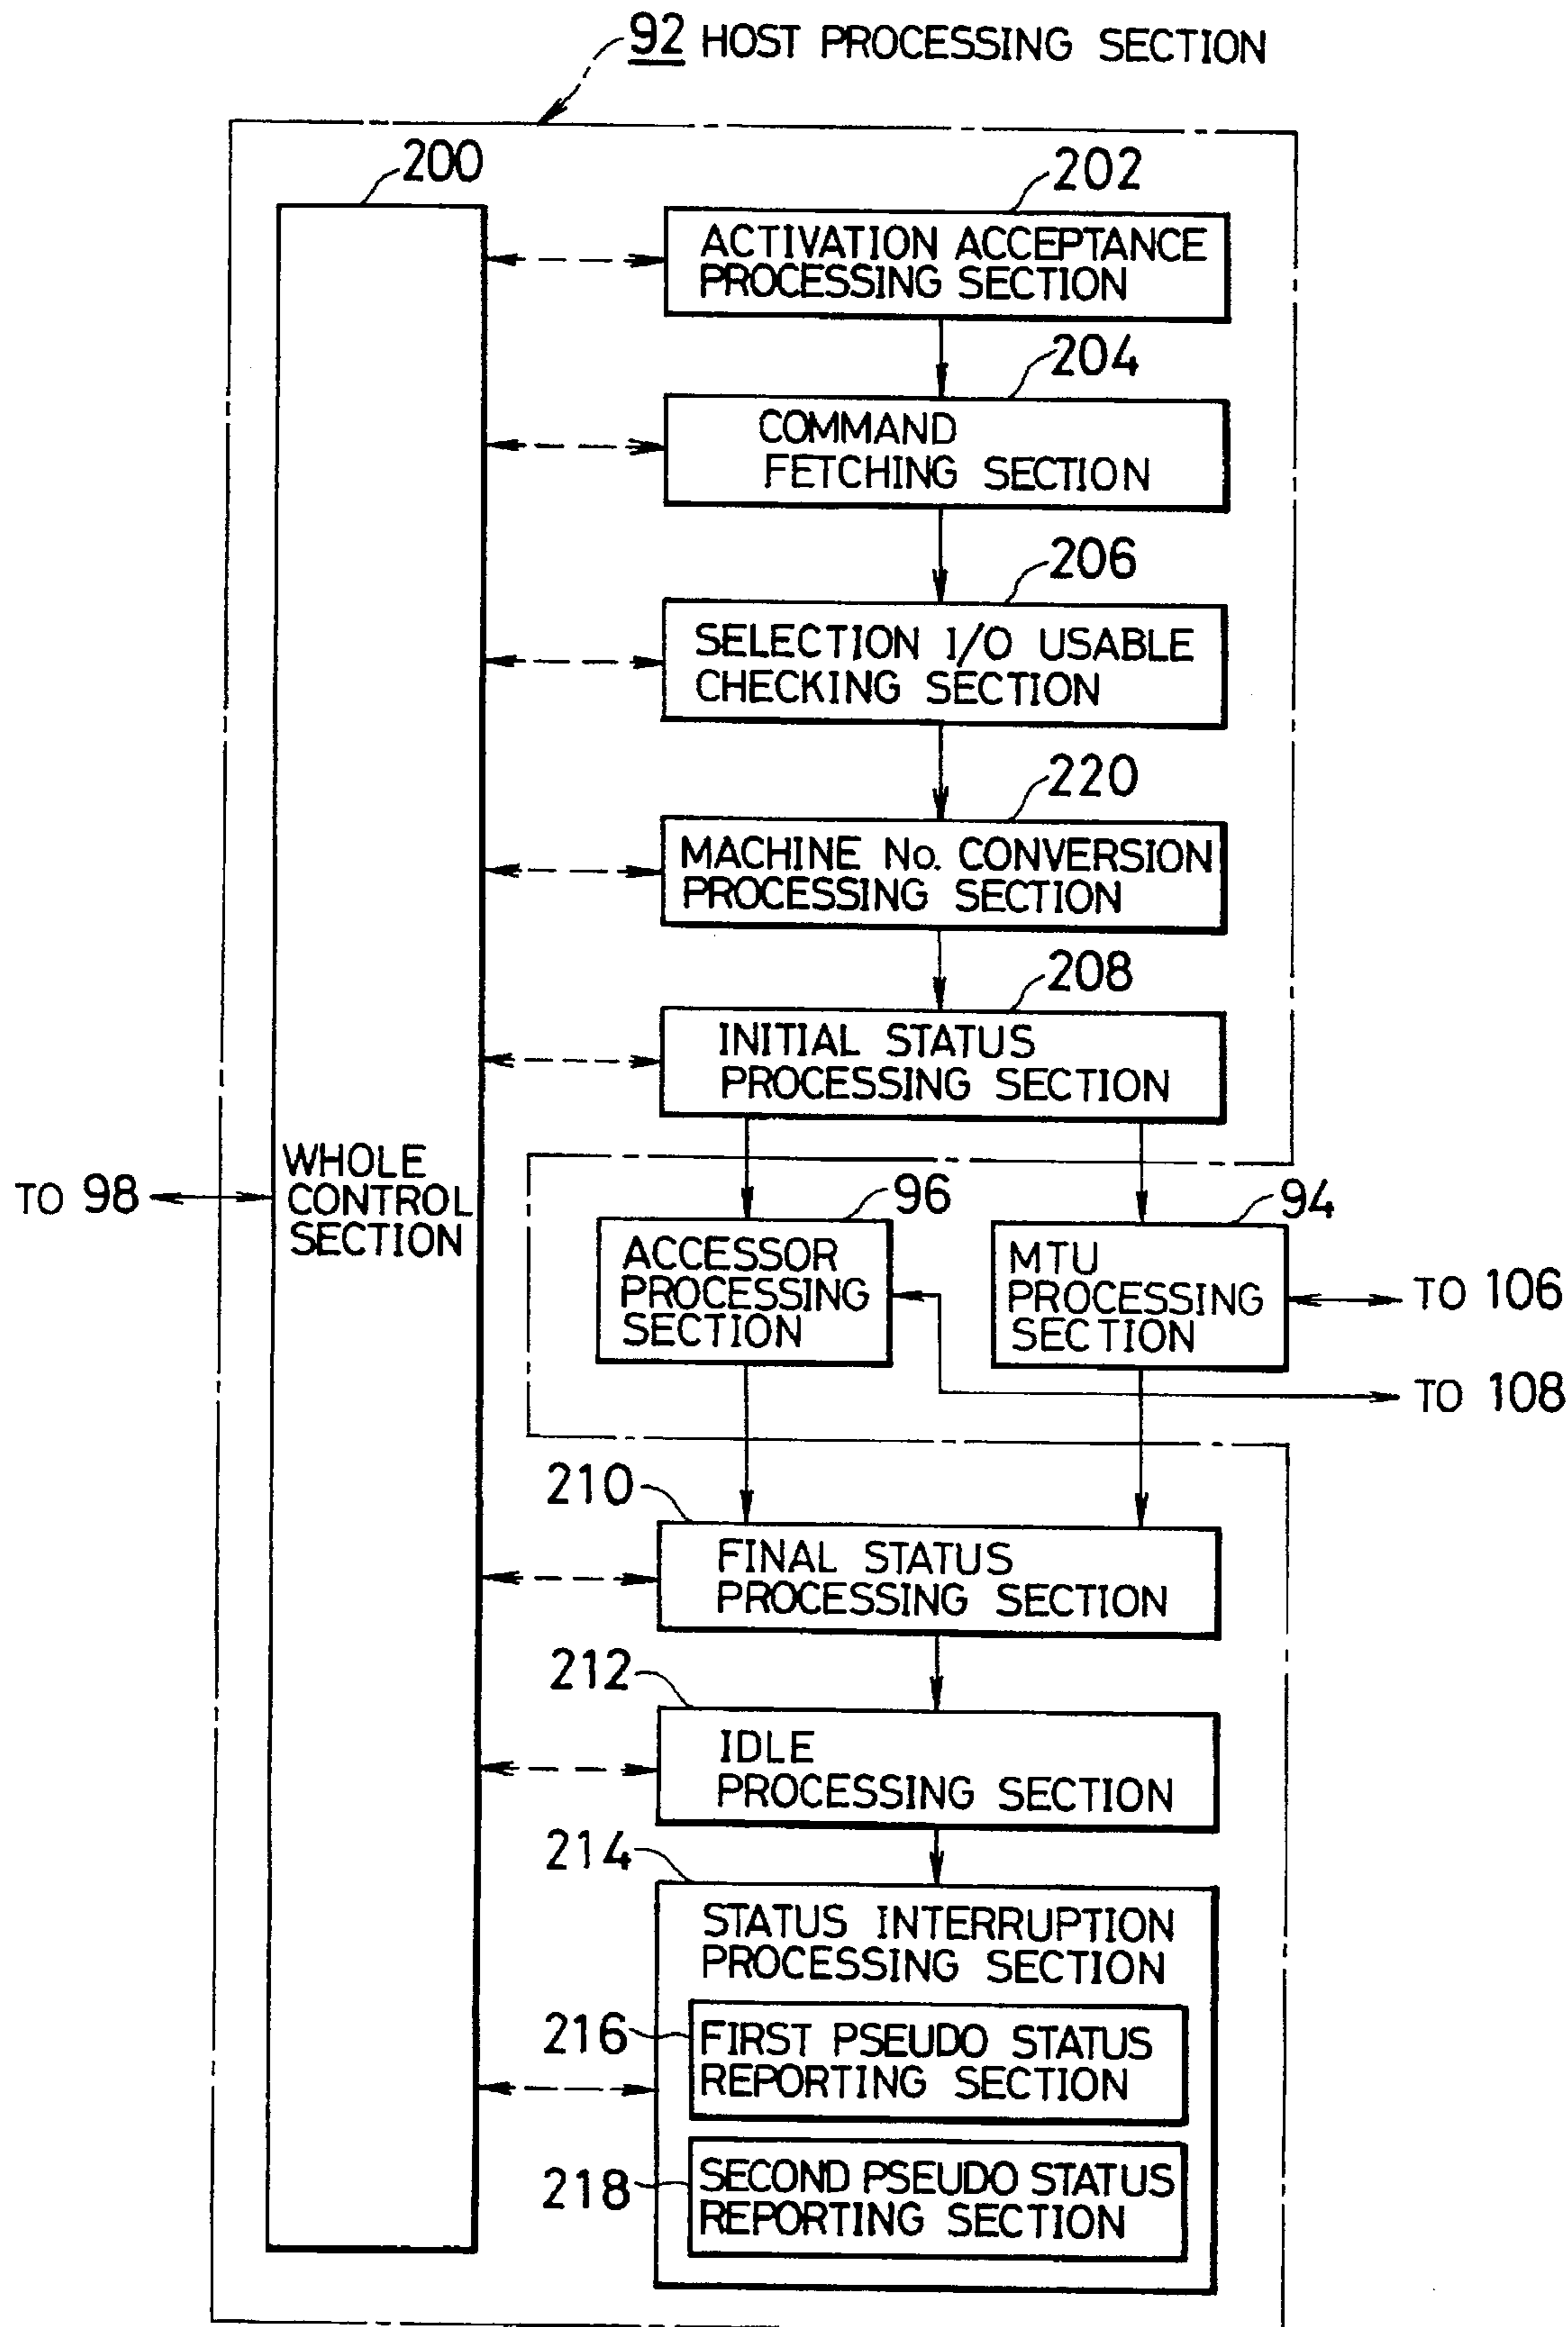 92 HOST PROCESSING SECTION
200
202
ACTIVATION ACCEPTANCE
PROCESSING SECTION
204
COMMAND
FETCHING SECTION
206
SELECTION I/O USABLE
CHECKING SECTION
220
MACHINE No. CONVERSION
PROCESSING SECTION
208
INITIAL STATUS
PROCESSING SECTION
WHOLE
CONTROL
SECTION
TO 98
96
ACCESSOR
PROCESSING
SECTION
94
MTU
PROCESSING
SECTION
TO 106
TO 108
210
FINAL STATUS
PROCESSING SECTION
212
IDLE
PROCESSING SECTION
214
STATUS INTERRUPTION
PROCESSING SECTION
216
FIRST PSEUDO STATUS
REPORTING SECTION
218
SECOND PSEUDO STATUS
REPORTING SECTION